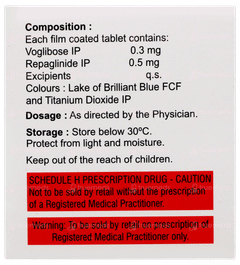 Composition :
Each film coated tablet contains:
Voglibose IP 0.3 mg
Repaglinide IP 0.5 mg
Excipients q.s.
Colours : Lake of Brilliant Blue FCF
and Titanium Dioxide IP
Dosage : As directed by the Physician.
Storage : Store below 30ºC.
Protect from light and moisture.
Keep out of the reach of children.
SCHEDULE H PRESCRIPTION DRUG - CAUTION
Not to be sold by retail without the prescription
of a Registered Medical Practitioner.
Warning: To be sold by retail on prescription of
Registered Medical Practitioner only.